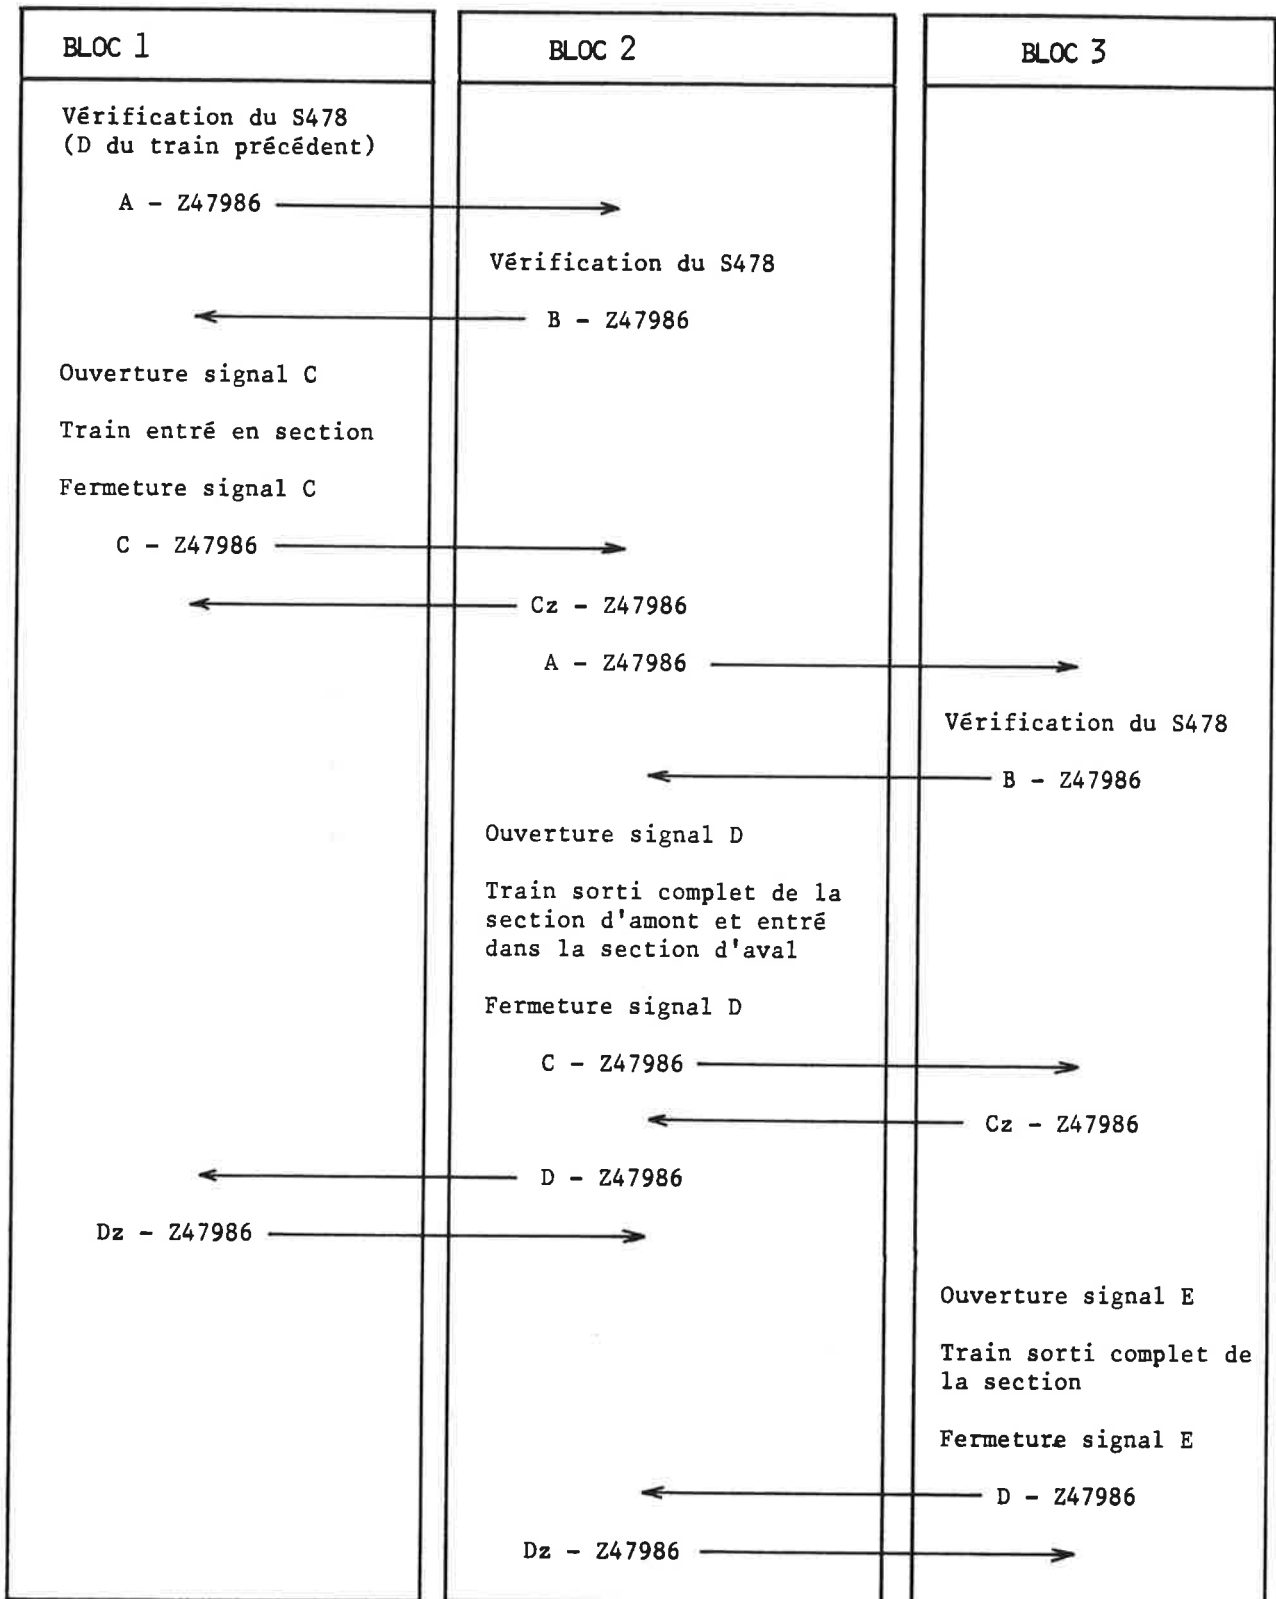 BLOC 1
BLOC 2
BLOC 3
Vérification du S478
(D du train précédent)
A - Z47986
Vérification du S478
B - Z47986
Ouverture signal C
Train entré en section
Fermeture signal C
C - Z47986
Cz - Z47986
A - Z47986
Vérification du S478
B - Z47986
Ouverture signal D
Train sorti complet de la
section d'amont et entré
dans la section d'aval
Fermeture signal D
C - Z47986
Cz - Z47986
D - Z47986
Dz - Z47986
Ouverture signal E
Train sorti complet de
la section
Fermeture signal E
D - Z47986
Dz - Z47986